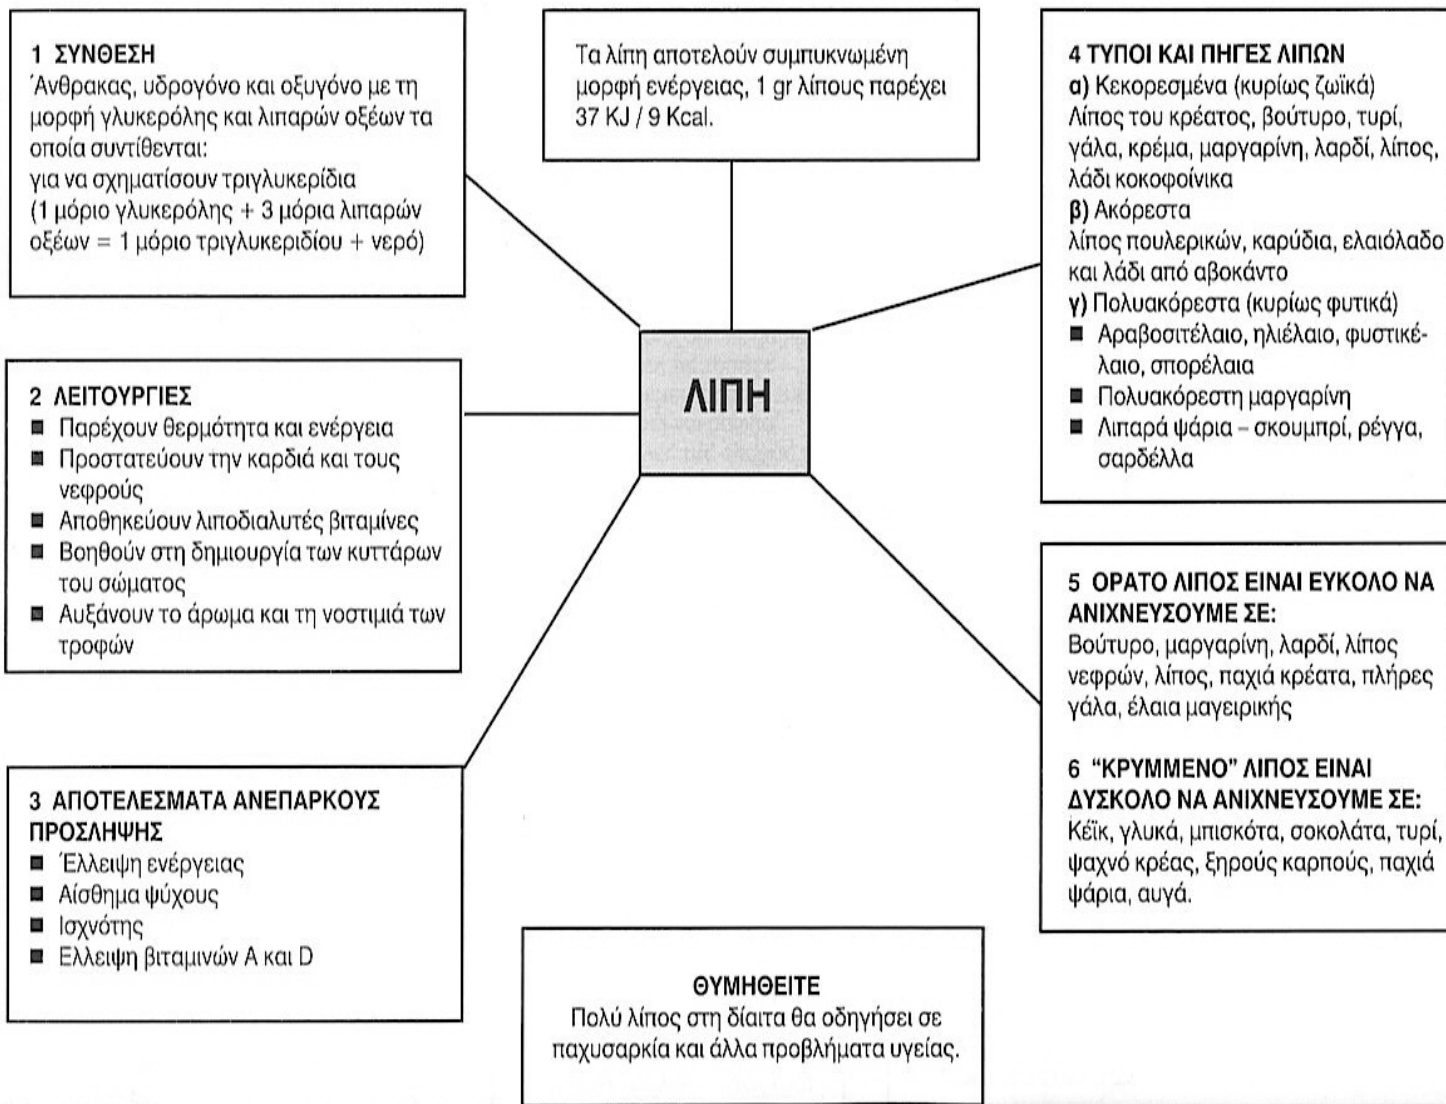 1 ΣΥΝΘΕΣΗ
Άνθρακας, υδρογόνο και οξυγόνο με τη
μορφή γλυκερόλης και λιπαρών οξέων τα
οποία συντίθενται:
για να σχηματίσουν τριγλυκερίδια
(1 μόριο γλυκερόλης + 3 μόρια λιπαρών
οξέων = 1 μόριο τριγλυκεριδίου + νερό)
Τα λίπη αποτελούν συμπυκνωμένη
μορφή ενέργειας, 1 gr λίπους παρέχει
37 KJ / 9 Kcal.
ΛΙΠΗ
2 ΛΕΙΤΟΥΡΓΙΕΣ
■ Παρέχουν θερμότητα και ενέργεια
■ Προστατεύουν την καρδιά και τους
νεφρούς
■ Αποθηκεύουν λιποδιαλυτές βιταμίνες
■ Βοηθούν στη δημιουργία των κυττάρων
του σώματος
■ Αυξάνουν το άρωμα και τη νοστιμιά των
τροφών
3 ΑΠΟΤΕΛΕΣΜΑΤΑ ΑΝΕΠΑΡΚΟΥΣ
ΠΡΟΣΛΗΨΗΣ
■ Έλλειψη ενέργειας
■ Αίσθημα ψύχους
■ Ισχνότης
■ Ελλειψη βιταμινών Α και D
4 ΤΥΠΟΙ ΚΑΙ ΠΗΓΕΣ ΛΙΠΩΝ
α) Κεκορεσμένα (κυρίως ζωϊκά)
Λίπος του κρέατος, βούτυρο, τυρί,
γάλα, κρέμα, μαργαρίνη, λαρδί, λίπος,
λάδι κοκοφοίνικα
β) Ακόρεστα
λίπος πουλερικών, καρύδια, ελαιόλαδο
και λάδι από αβοκάντο
γ) Πολυακόρεστα (κυρίως φυτικά)
■ Αραβοσιτέλαιο, ηλιέλαιο, φυστικέ-
λαιο, σπορέλαια
■ Πολυακόρεστη μαργαρίνη
■ Λιπαρά ψάρια – σκουμπρί, ρέγγα,
σαρδέλλα
5 ΟΡΑΤΟ ΛΙΠΟΣ ΕΙΝΑΙ ΕΥΚΟΛΟ ΝΑ
ΑΝΙΧΝΕΥΣΟΥΜΕ ΣΕ:
Βούτυρο, μαργαρίνη, λαρδί, λίπος
νεφρών, λίπος, παχιά κρέατα, πλήρες
γάλα, έλαια μαγειρικής
6 “ΚΡΥΜΜΕΝΟ” ΛΙΠΟΣ ΕΙΝΑΙ
ΔΥΣΚΟΛΟ ΝΑ ΑΝΙΧΝΕΥΣΟΥΜΕ ΣΕ:
Κέϊκ, γλυκά, μπισκότα, σοκολάτα, τυρί,
ψαχνό κρέας, ξηρούς καρπούς, παχιά
ψάρια, αυγά.
ΘΥΜΗΘΕΙΤΕ
Πολύ λίπος στη δίαιτα θα οδηγήσει σε
παχυσαρκία και άλλα προβλήματα υγείας.